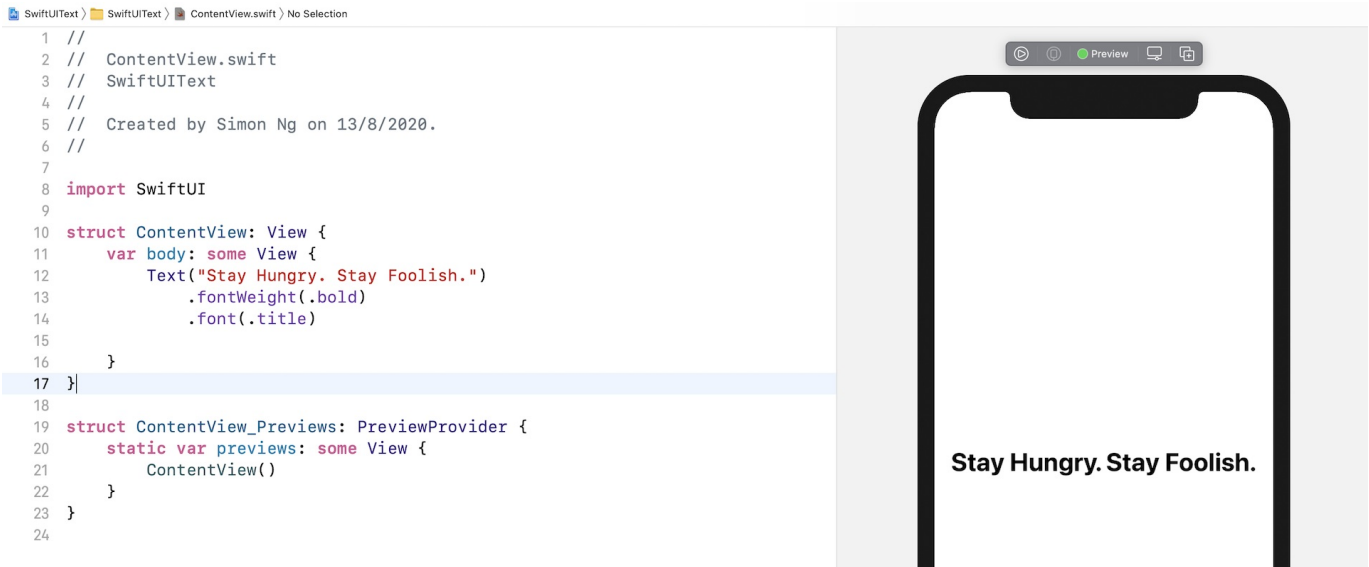 SwiftUIText 〉 SwiftUIText 〉 ContentView.swift 〉 No Selection
1 //
2 //  ContentView.swift
3 //  SwiftUIText
4 //
5 //  Created by Simon Ng on 13/8/2020.
6 //
7
8 import SwiftUI
9
10 struct ContentView: View {
11     var body: some View {
12         Text("Stay Hungry. Stay Foolish.")
13             .fontWeight(.bold)
14             .font(.title)
15
16     }
17 }
18
19 struct ContentView_Previews: PreviewProvider {
20     static var previews: some View {
21         ContentView()
22     }
23 }
24
Preview
Stay Hungry. Stay Foolish.